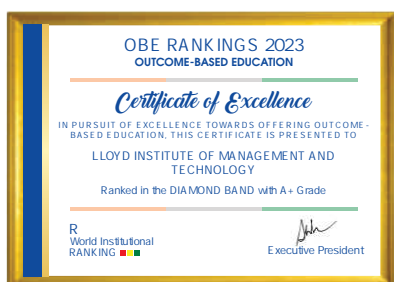 OBE RANKINGS 2023
OUTCOME-BASED EDUCATION
Certificate of Excellence
IN PURSUIT OF EXCELLENCE TOWARDS OFFERING OUTCOME-
BASED EDUCATION, THIS CERTIFICATE IS PRESENTED TO
LLOYD INSTITUTE OF MANAGEMENT AND
TECHNOLOGY
Ranked in the DIAMOND BAND with A+ Grade
R
World Institutional
RANKING
Executive President